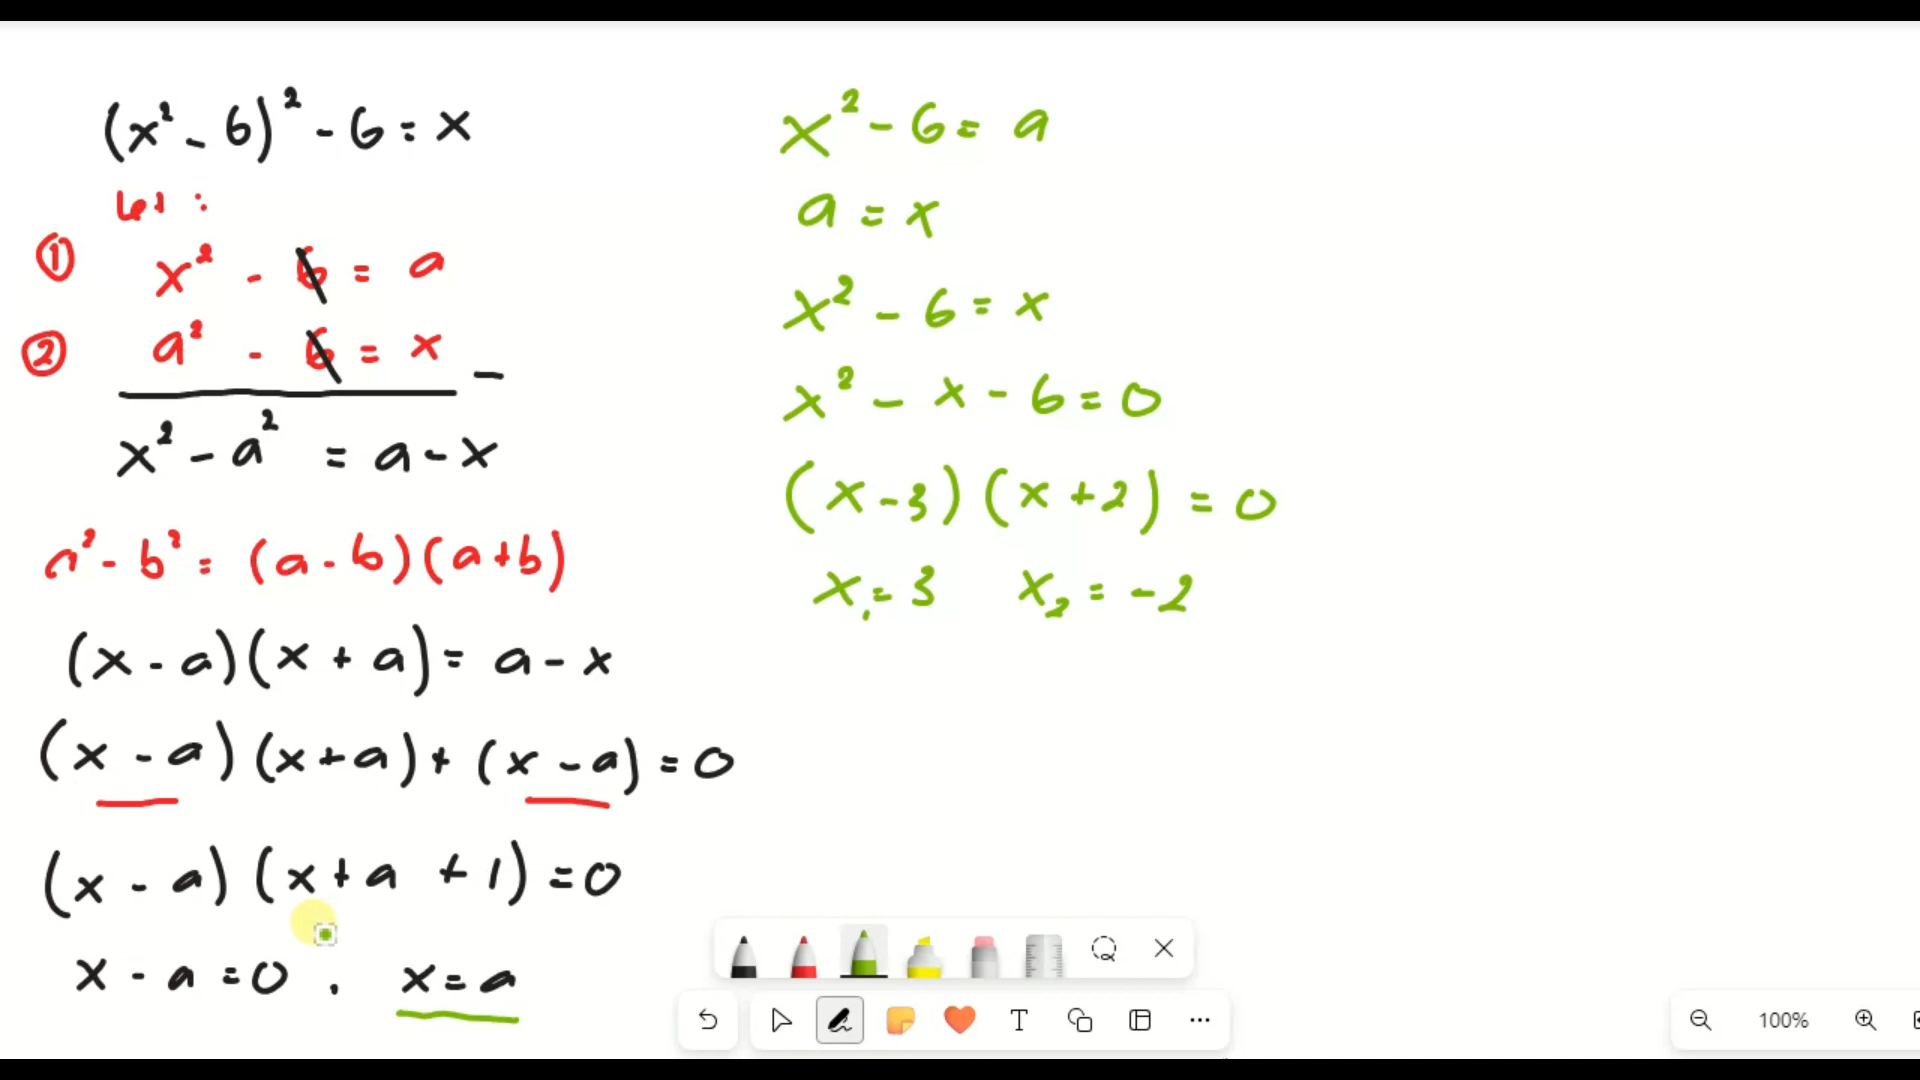 (x² - 6)² - 6 = x
let :
① x² - 6 = a
② a² - 6 = x
x² - a² = a - x
a² - b² = (a - b)(a + b)
(x - a)(x + a) = a - x
(x - a)(x + a) + (x - a) = 0
(x - a)(x + a + 1) = 0
x - a = 0 . x = a
x² - 6 = a
a = x
x² - 6 = x
x² - x - 6 = 0
(x - 3)(x + 2) = 0
x₁ = 3 x₂ = -2
T
100%